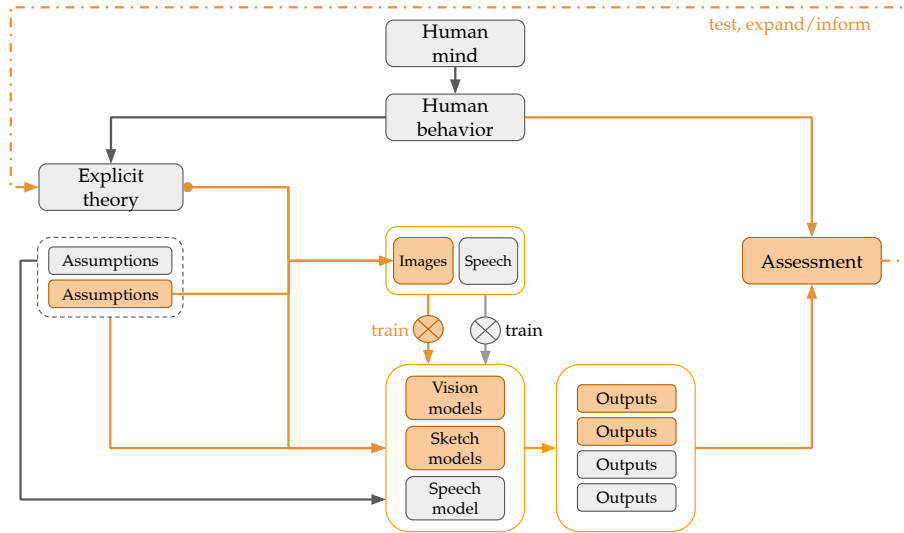 test, expand/inform
Human
mind
Human
behavior
Explicit
theory
Assumptions
Assumptions
Images
Speech
Assessment
train
train
Vision
models
Sketch
models
Speech
model
Outputs
Outputs
Outputs
Outputs